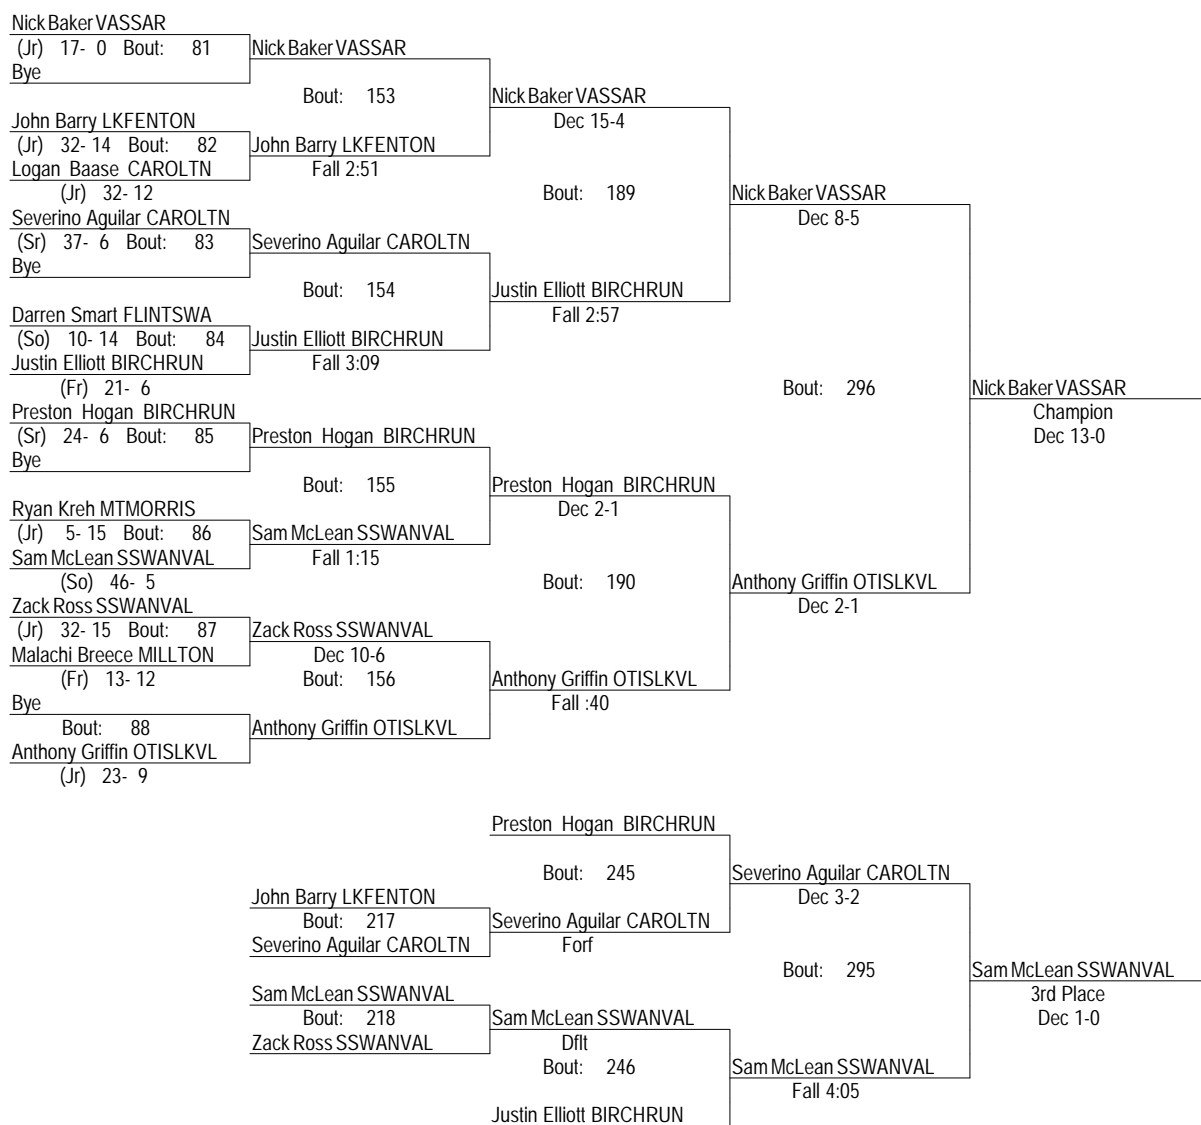 Nick Baker VASSAR
(Jr) 17- 0 Bout: 81
Nick Baker VASSAR
Bye
Bout: 153
Nick Baker VASSAR
John Barry LKFENTON
Dec 15-4
(Jr) 32- 14 Bout: 82
John Barry LKFENTON
Logan Baase CAROLTN
Fall 2:51
(Jr) 32- 12
Bout: 189
Nick Baker VASSAR
Severino Aguilar CAROLTN
Dec 8-5
(Sr) 37- 6 Bout: 83
Severino Aguilar CAROLTN
Bye
Bout: 154
Justin Elliott BIRCHRUN
Darren Smart FLINTSWA
Fall 2:57
(So) 10- 14 Bout: 84
Justin Elliott BIRCHRUN
Justin Elliott BIRCHRUN
Fall 3:09
(Fr) 21- 6
Bout: 296
Nick Baker VASSAR
Preston Hogan BIRCHRUN
Champion
(Sr) 24- 6 Bout: 85
Preston Hogan BIRCHRUN
Dec 13-0
Bye
Bout: 155
Preston Hogan BIRCHRUN
Ryan Kreh MTMORRIS
Dec 2-1
(Jr) 5- 15 Bout: 86
Sam McLean SSWANVAL
Sam McLean SSWANVAL
Fall 1:15
(So) 46- 5
Bout: 190
Anthony Griffin OTISLKVL
Zack Ross SSWANVAL
Dec 2-1
(Jr) 32- 15 Bout: 87
Zack Ross SSWANVAL
Malachi Breece MILLTON
Dec 10-6
(Fr) 13- 12
Bout: 156
Anthony Griffin OTISLKVL
Bye
Fall :40
Bout: 88
Anthony Griffin OTISLKVL
Anthony Griffin OTISLKVL
(Jr) 23- 9
Preston Hogan BIRCHRUN
Bout: 245
Severino Aguilar CAROLTN
John Barry LKFENTON
Dec 3-2
Bout: 217
Severino Aguilar CAROLTN
Severino Aguilar CAROLTN
Forf
Bout: 295
Sam McLean SSWANVAL
Sam McLean SSWANVAL
3rd Place
Bout: 218
Sam McLean SSWANVAL
Dec 1-0
Zack Ross SSWANVAL
Dflt
Bout: 246
Sam McLean SSWANVAL
Fall 4:05
Justin Elliott BIRCHRUN